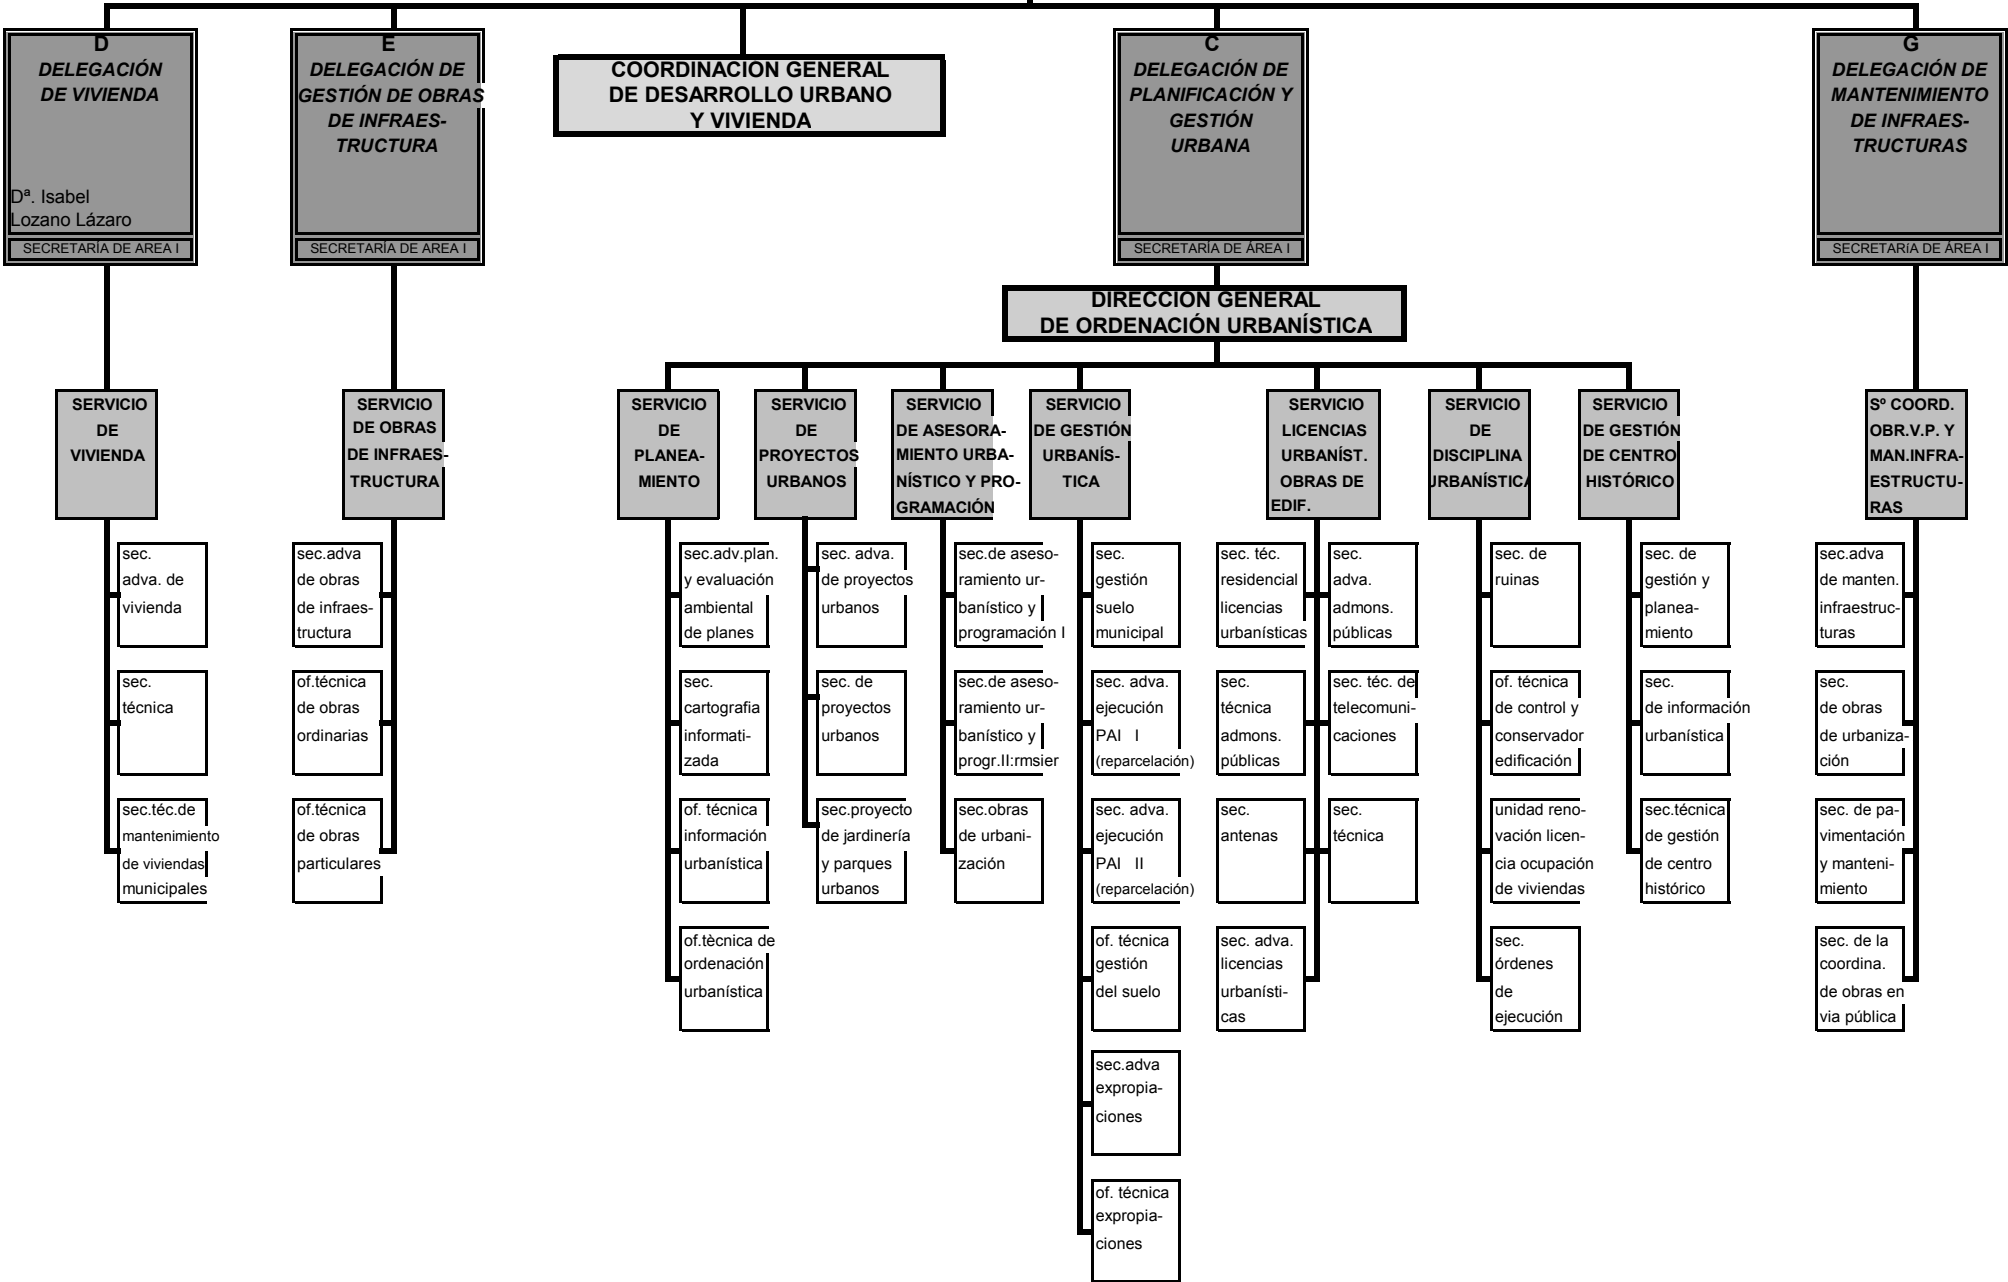 D
DELEGACIÓN
DE VIVIENDA
Dª. Isabel
Lozano Lázaro
SECRETARÍA DE AREA I
E
DELEGACIÓN DE
GESTIÓN DE OBRAS
DE INFRAES-
TRUCTURA
SECRETARÍA DE AREA I
COORDINACION GENERAL
DE DESARROLLO URBANO
Y VIVIENDA
C
DELEGACIÓN DE
PLANIFICACIÓN Y
GESTIÓN
URBANA
SECRETARÍA DE ÁREA I
G
DELEGACIÓN DE
MANTENIMIENTO
DE INFRAES-
TRUCTURAS
SECRETARíA DE ÁREA I
DIRECCION GENERAL
DE ORDENACIÓN URBANÍSTICA
SERVICIO
DE
VIVIENDA
sec.
adva. de
vivienda
sec.
técnica
sec.téc.de
mantenimiento
de viviendas
municipales
SERVICIO
DE OBRAS
DE INFRAES-
TRUCTURA
sec.adva
de obras
de infraes-
tructura
of.técnica
de obras
ordinarias
of.técnica
de obras
particulares
SERVICIO
DE
PLANEA-
MIENTO
sec.adv.plan.
y evaluación
ambiental
de planes
sec.
cartografia
informati-
zada
of. técnica
información
urbanística
of.tècnica de
ordenación
urbanística
SERVICIO
DE
PROYECTOS
URBANOS
sec. adva.
de proyectos
urbanos
sec. de
proyectos
urbanos
sec.proyecto
de jardinería
y parques
urbanos
SERVICIO
DE ASESORA-
MIENTO URBA-
NÍSTICO Y PRO-
GRAMACIÓN
sec.de aseso-
ramiento ur-
banístico y
programación I
sec.de aseso-
ramiento ur-
banístico y
progr.II:rmsier
sec.obras
de urbani-
zación
SERVICIO
DE GESTIÓN
URBANÍS-
TICA
sec.
gestión
suelo
municipal
sec. adva.
ejecución
PAI I
(reparcelación)
sec. adva.
ejecución
PAI II
(reparcelación)
of. técnica
gestión
del suelo
sec.adva
expropia-
ciones
of. técnica
expropia-
ciones
SERVICIO
LICENCIAS
URBANÍST.
OBRAS DE
EDIF.
sec. téc.
residencial
licencias
urbanísticas
sec.
técnica
admons.
públicas
sec.
antenas
sec. adva.
licencias
urbanísti-
cas
sec.
adva.
admons.
públicas
sec. téc. de
telecomuni-
caciones
sec.
técnica
SERVICIO
DE
DISCIPLINA
URBANÍSTICA
sec. de
ruinas
of. técnica
de control y
conservador
edificación
unidad reno-
vación licen-
cia ocupación
de viviendas
sec.
órdenes
de
ejecución
SERVICIO
DE GESTIÓN
DE CENTRO
HISTÓRICO
sec. de
gestión y
planea-
miento
sec.
de información
urbanística
sec.técnica
de gestión
de centro
histórico
Sº COORD.
OBR.V.P. Y
MAN.INFRA-
ESTRUCTU-
RAS
sec.adva
de manten.
infraestruc-
turas
sec.
de obras
de urbaniza-
ción
sec. de pa-
vimentación
y manteni-
miento
sec. de la
coordina.
de obras en
via pública